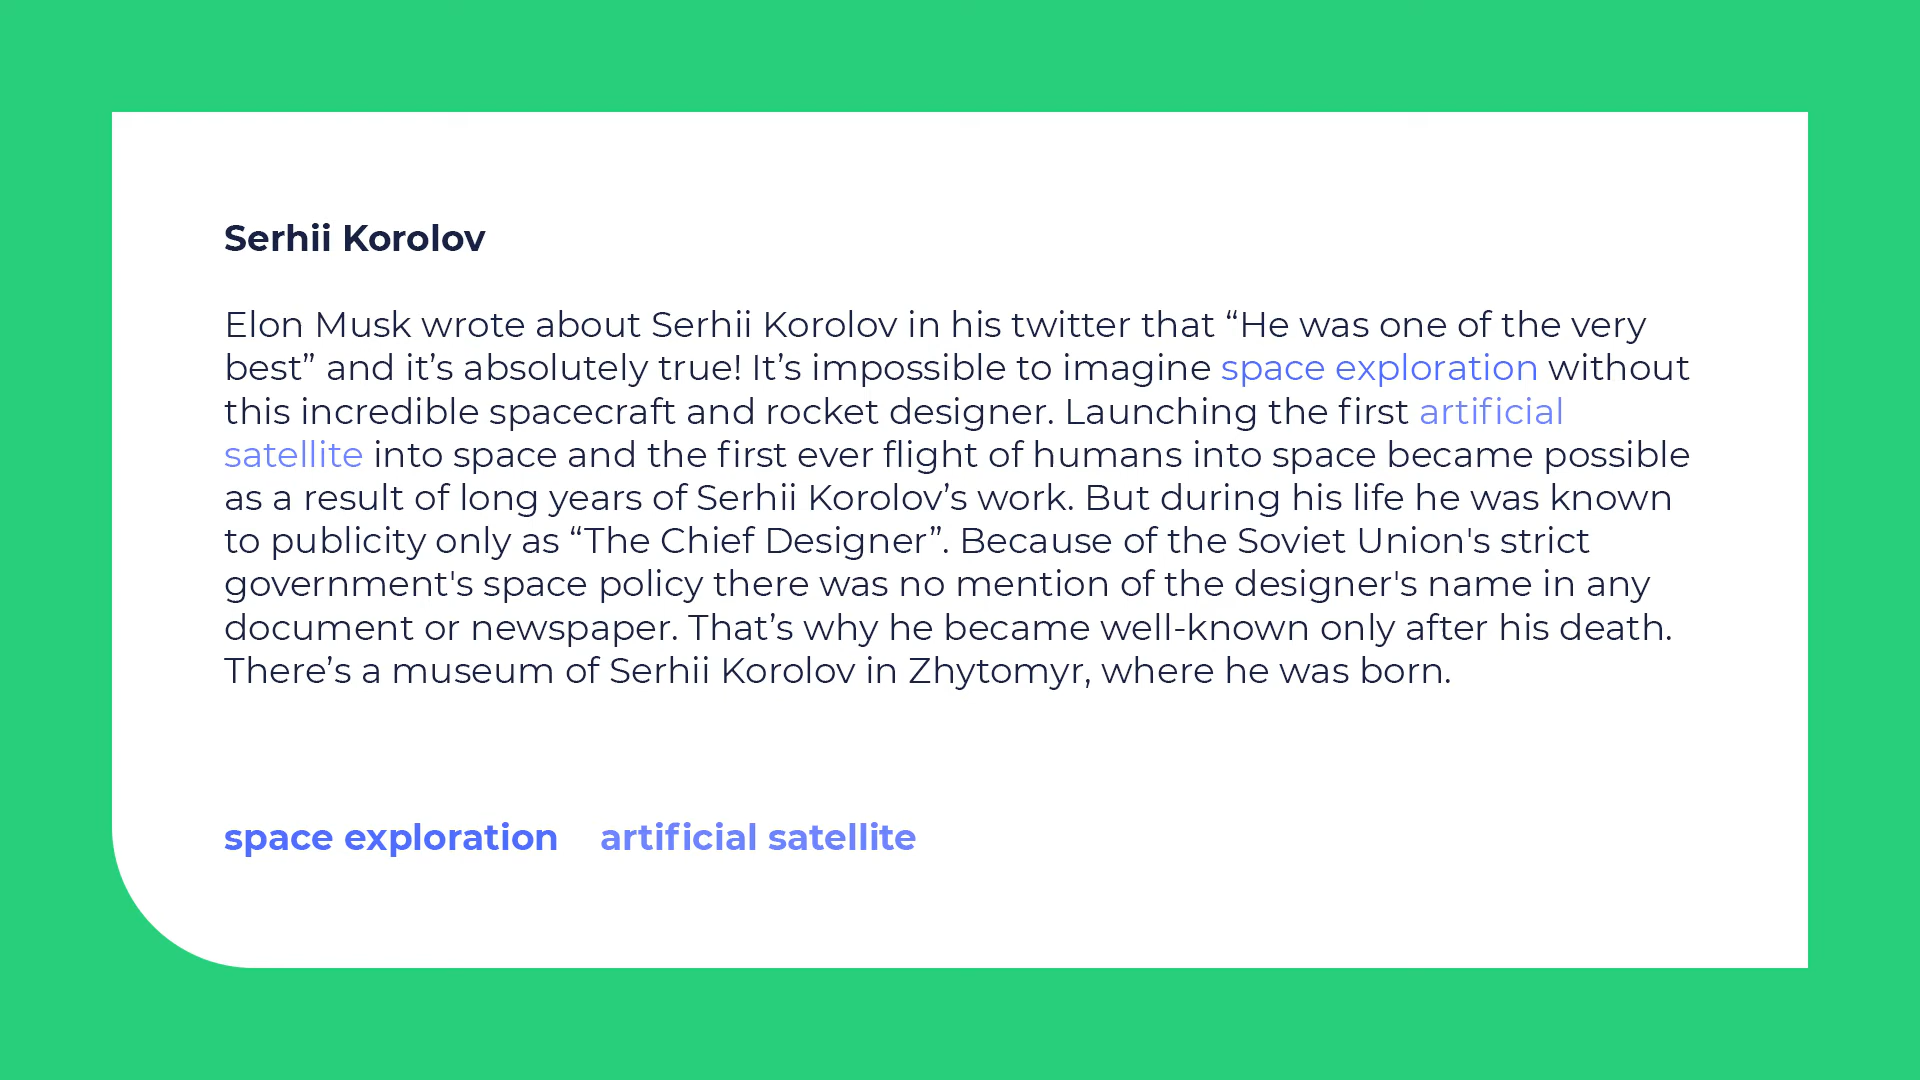 Serhii Korolov
Elon Musk wrote about Serhii Korolov in his twitter that “He was one of the very
best” and it’s absolutely true! It’s impossible to imagine space exploration without
this incredible spacecraft and rocket designer. Launching the first artificial
satellite into space and the first ever flight of humans into space became possible
as a result of long years of Serhii Korolov’s work. But during his life he was known
to publicity only as “The Chief Designer”. Because of the Soviet Union's strict
government's space policy there was no mention of the designer's name in any
document or newspaper. That’s why he became well-known only after his death.
There’s a museum of Serhii Korolov in Zhytomyr, where he was born.
space exploration artificial satellite